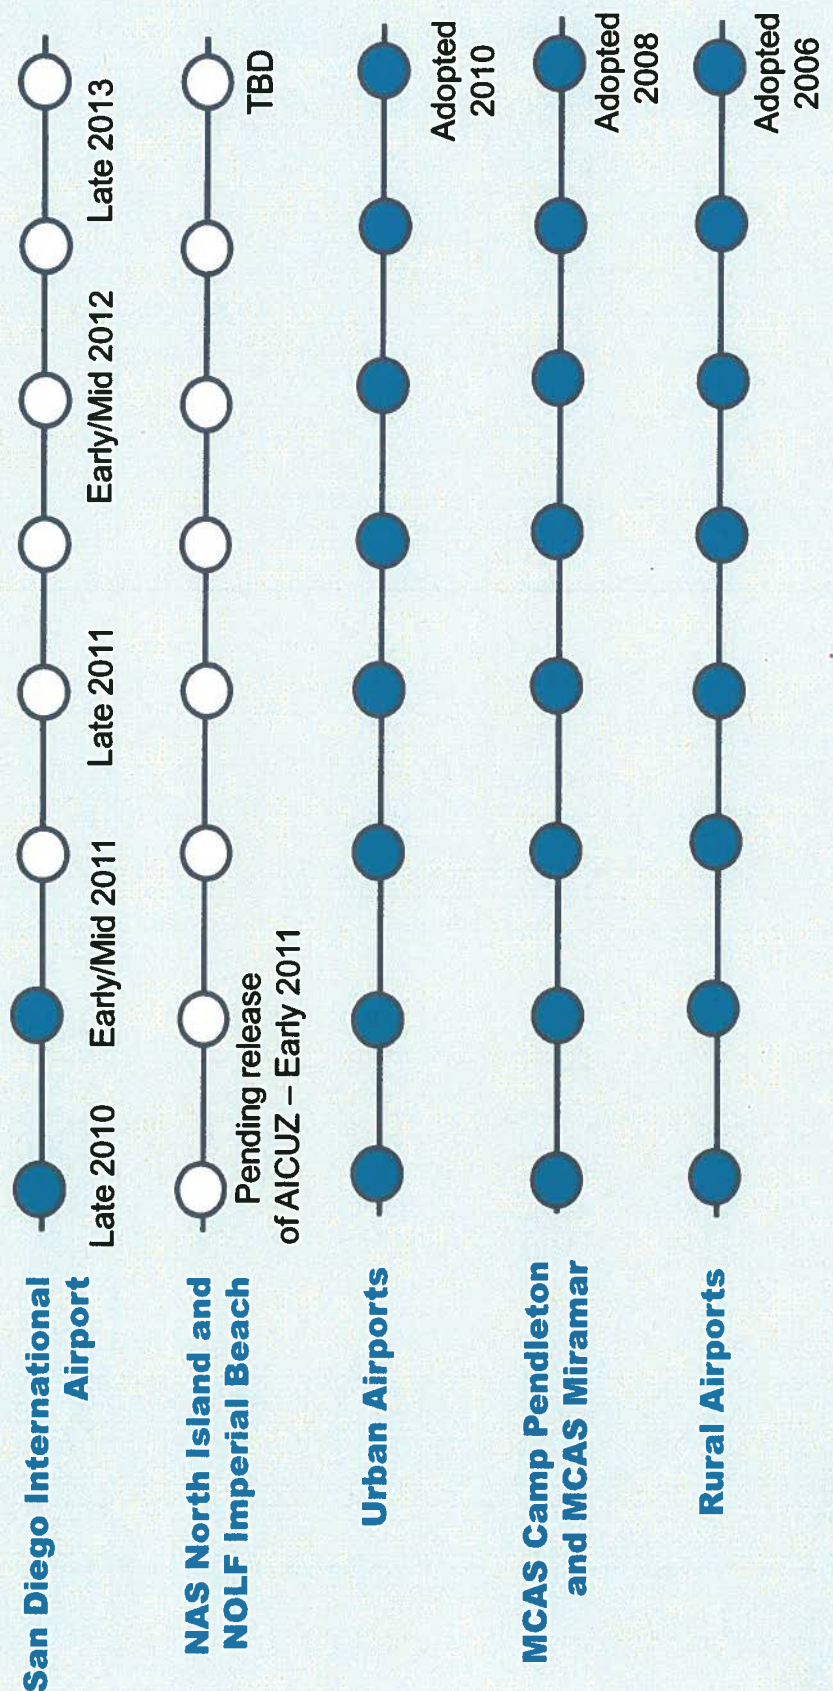 San Diego International
Airport
Late 2010
Early/Mid 2011
Late 2011
Early/Mid 2012
Late 2013
NAS North Island and
NOLF Imperial Beach
Pending release
of AICUZ – Early 2011
TBD
Urban Airports
Adopted
2010
MCAS Camp Pendleton
and MCAS Miramar
Adopted
2008
Rural Airports
Adopted
2006